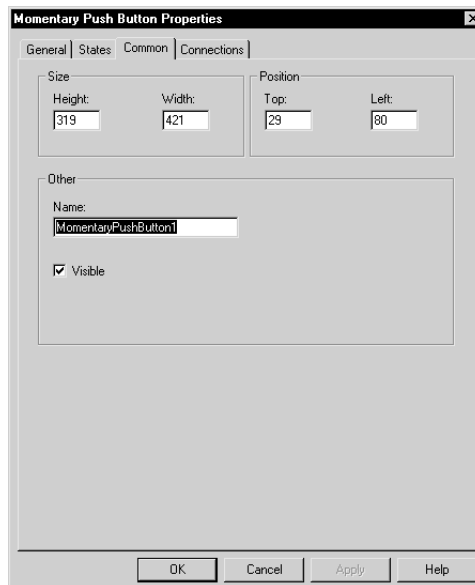 Momentary Push Button Properties
General States Common Connections
Size
Position
Height: Width: Top: Left:
319 421 29 80
Other
Name:
MomentaryPushButton1
Visible
OK Cancel Apply Help